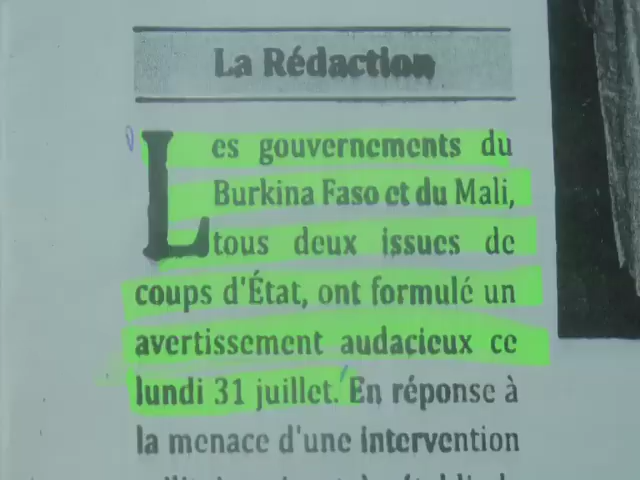 La Rédaction
Les gouvernements du
Burkina Faso et du Mali,
tous deux issues de
coups d'État, ont formulé un
avertissement audacieux ce
lundi 31 juillet. En réponse à
la menace d'une intervention